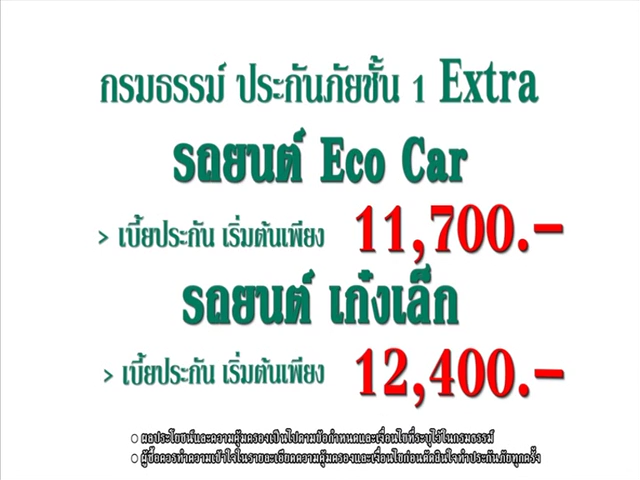 กรมธรรม์ ประกันภัยชั้น 1 Extra
รถยนต์ Eco Car
> เบี้ยประกัน เริ่มต้นเพียง 11,700.-
รถยนต์ เก๋งเล็ก
> เบี้ยประกัน เริ่มต้นเพียง 12,400.-
○ ผลประโยชน์และความคุ้มครองเป็นไปตามข้อกำหนดและเงื่อนไขที่ระบุไว้ในกรมธรรม์
○ ผู้ซื้อควรทำความเข้าใจในรายละเอียดความคุ้มครองและเงื่อนไขก่อนตัดสินใจทำประกันภัยทุกครั้ง